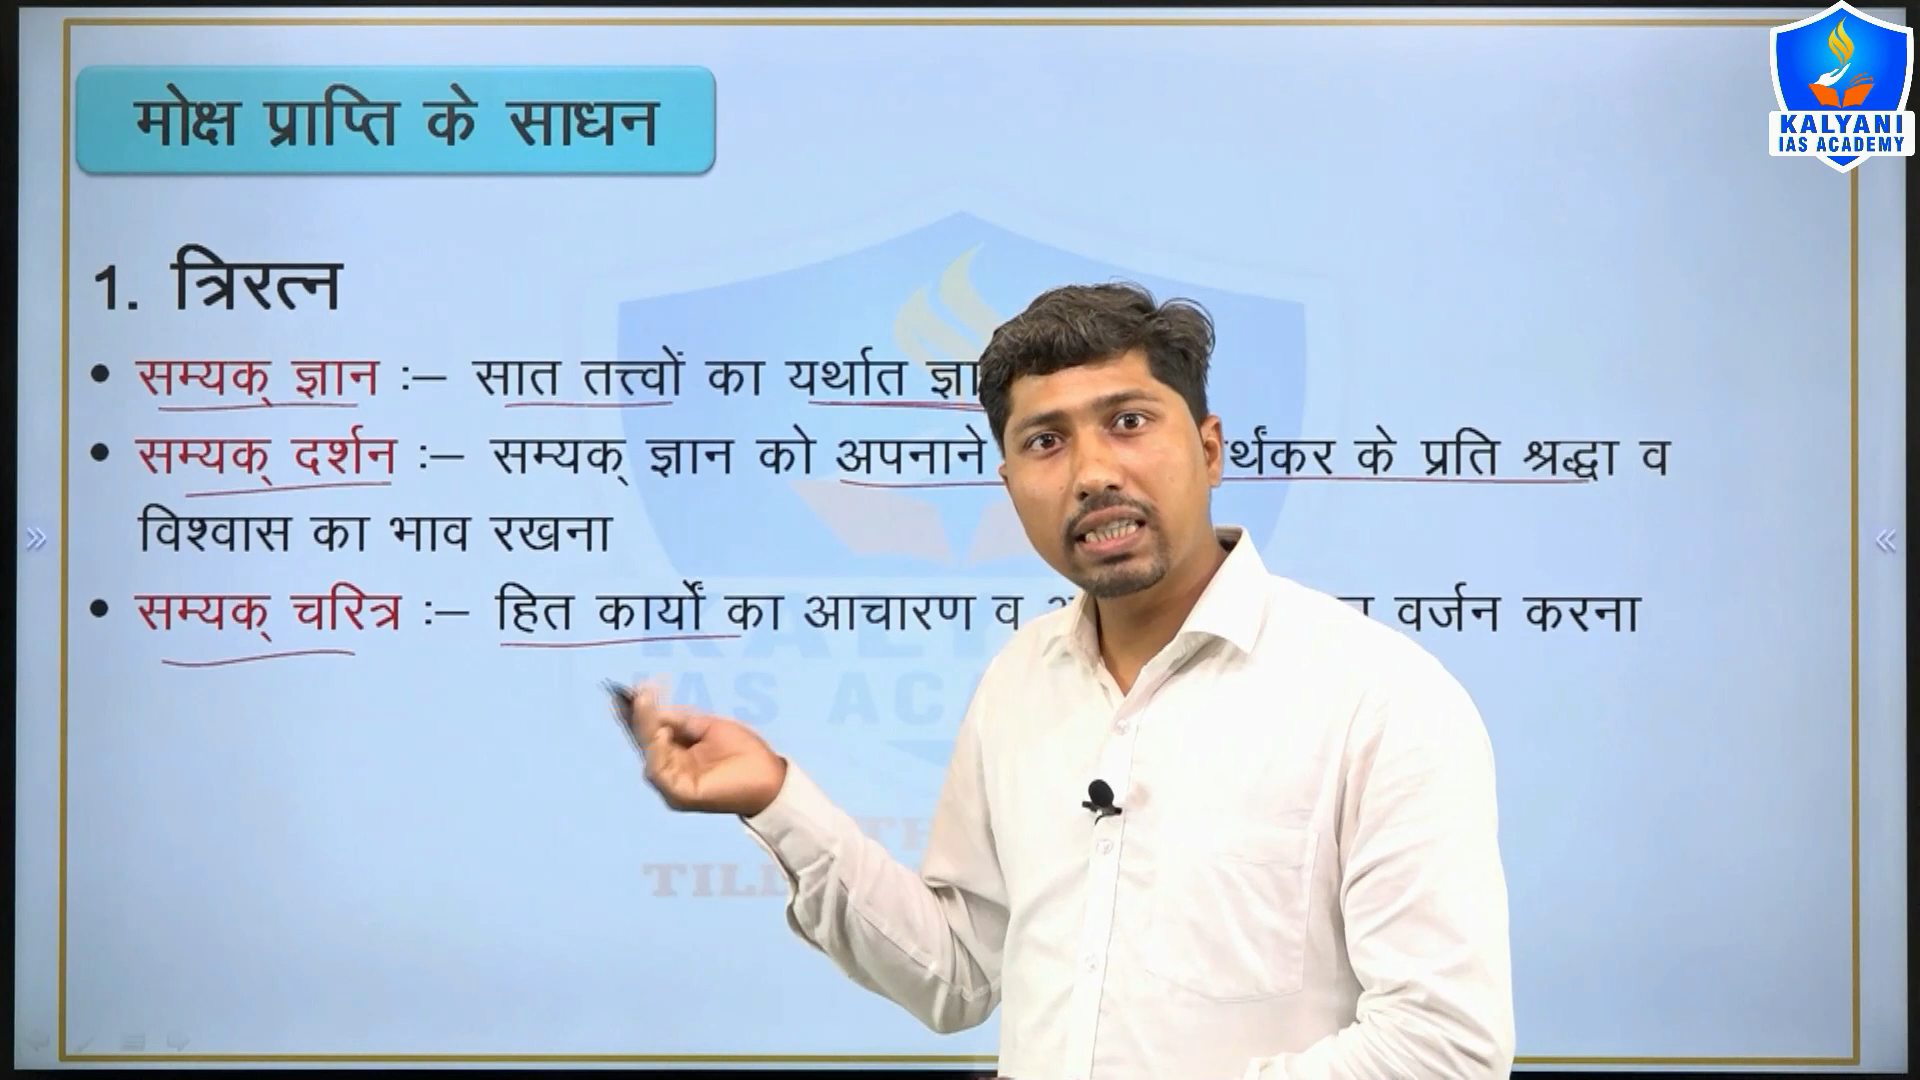 KALYANI
IAS ACADEMY
मोक्ष प्राप्ति के साधन
1. त्रिरत्न
• सम्यक् ज्ञान :– सात तत्त्वों का यर्थात
• सम्यक् दर्शन :– सम्यक् ज्ञान को अपनाने के प्रति श्रद्धा व
विश्वास का भाव रखना
• सम्यक् चरित्र :– हित कार्यों का आचारण व वर्जन करना